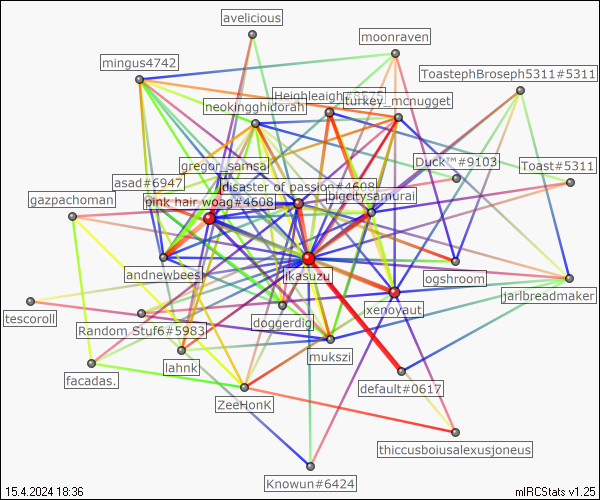 avelicious
moonraven
mingus4742
ToastephBroseph5311#5311
Heighleaigh#8575
turkey_mcnugget
neokingghidorah
Duck™#9103
gregor_samsa
Toast#5311
asad#6947
disaster of passion#4608
bigcitysamurai
gazpachoman
pink hair woag#4608
andnewbees
jikasuzu
ogshroom
jarlbreadmaker
xenoyaut
tescoroll
Random Stuf6#5983
doggerdig
mukszi
lahnk
facadas.
default#0617
ZeeHonK
thiccusboiusalexusjoneus
Knowun#6424
15.4.2024 18:36
mIRCStats v1.25